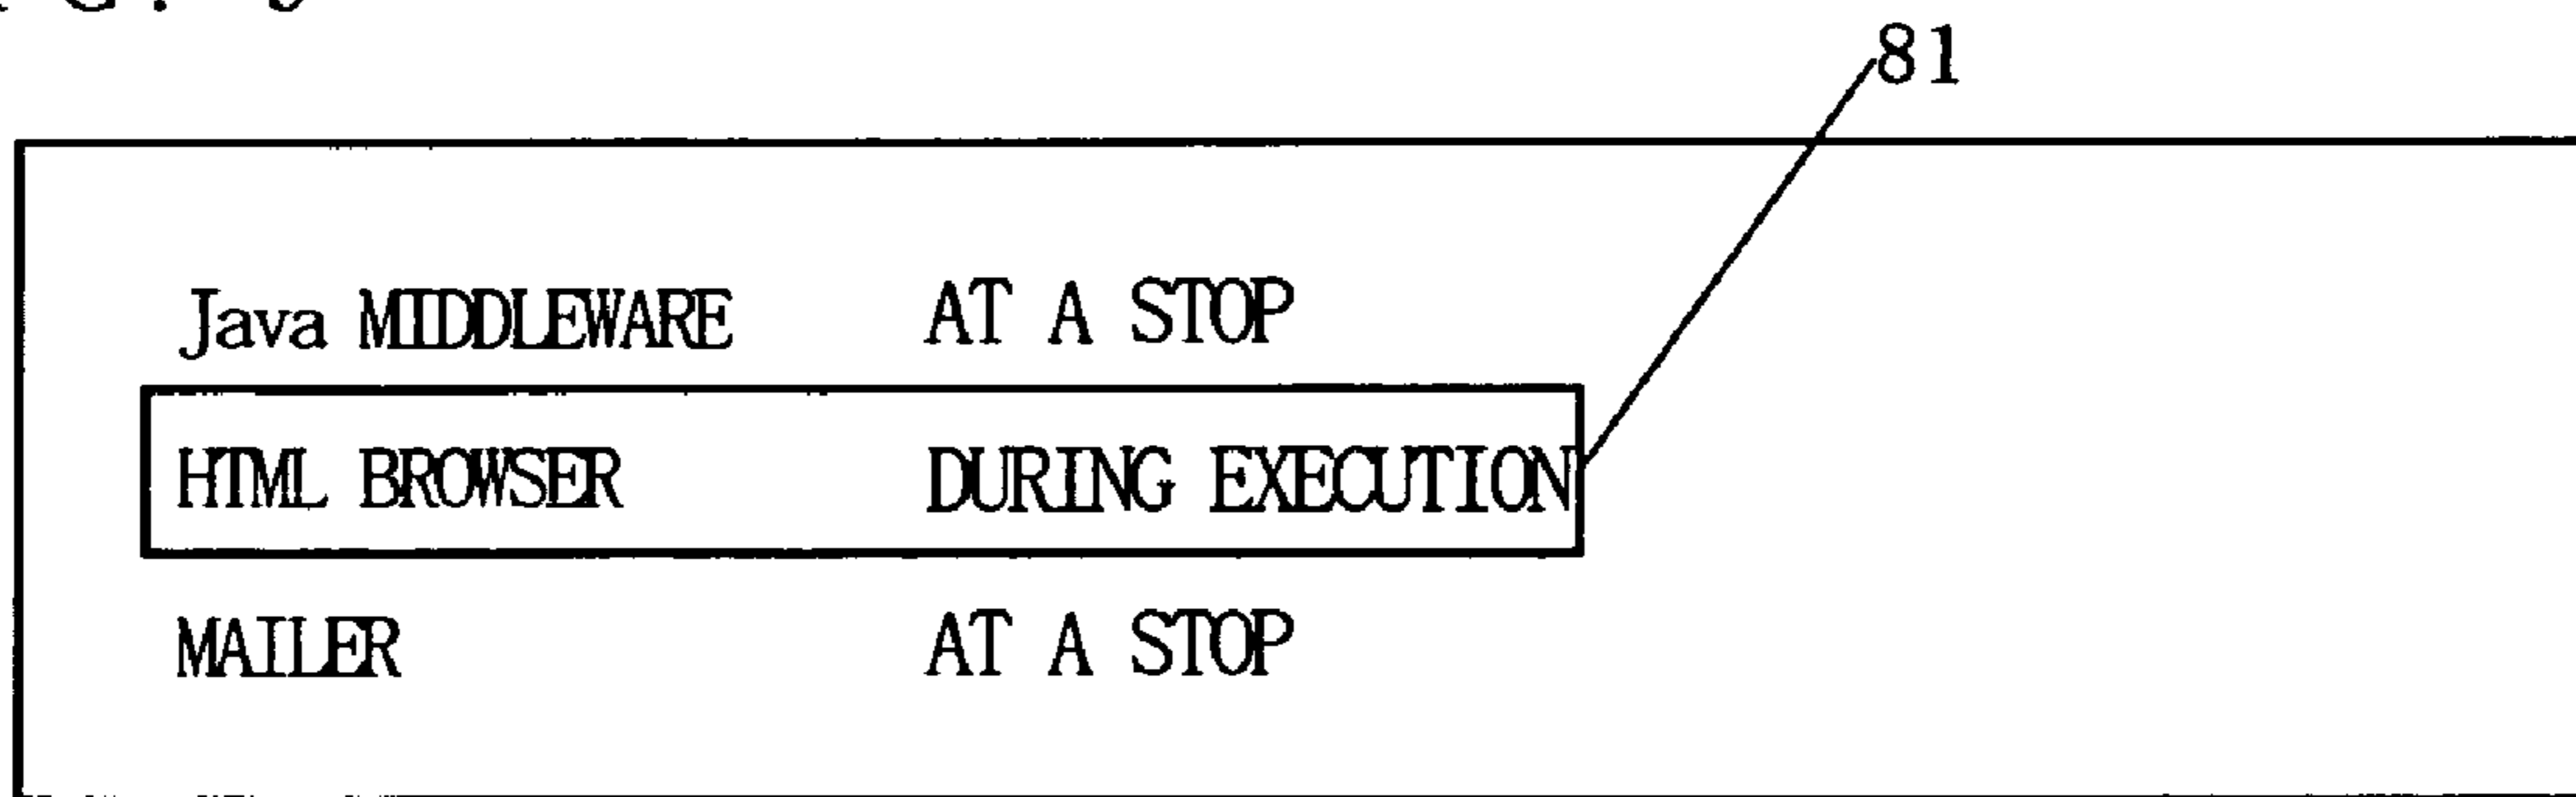 81
Java MIDDLEWARE AT A STOP
HTML BROWSER DURING EXECUTION
MAILER AT A STOP